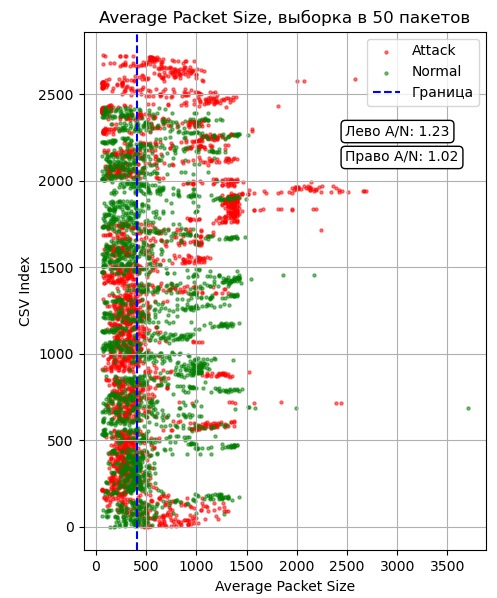 Average Packet Size, выборка в 50 пакетов
Attack
Normal
Граница
Лево A/N: 1.23
Право A/N: 1.02
CSV Index
2500
2000
1500
1000
500
0
0 500 1000 1500 2000 2500 3000 3500
Average Packet Size